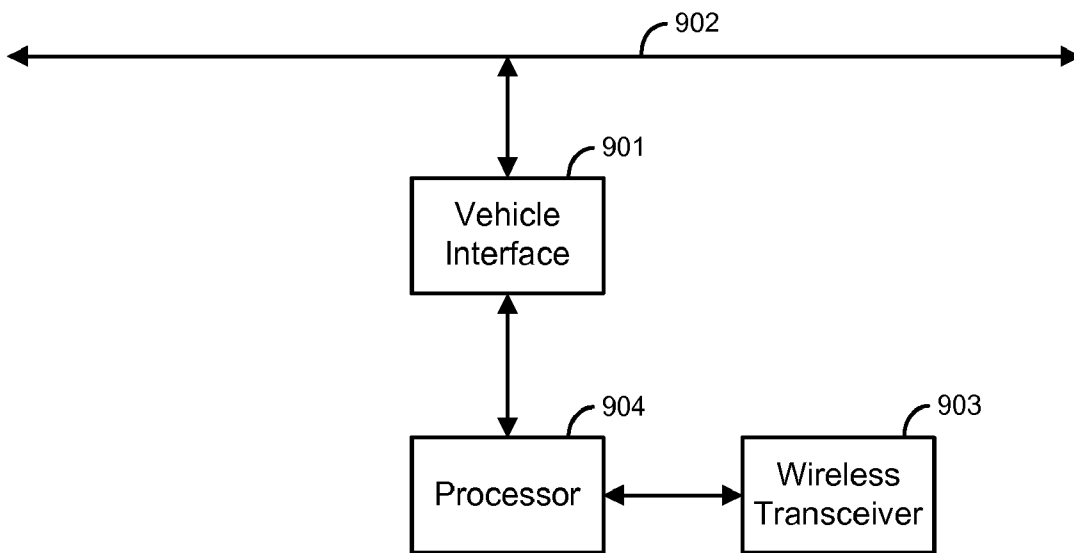 902
901
Vehicle
Interface
904
903
Processor
Wireless
Transceiver